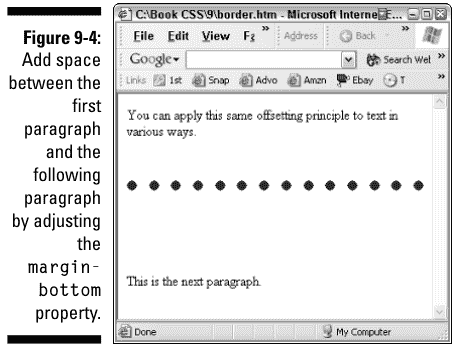 Figure 9-4:
Add space
between the
first
paragraph
and the
following
paragraph
by adjusting
the
margin-
bottom
property.
C:\Book CSS\9\border.htm - Microsoft Interne E...
File Edit View »
Address Back »
Google Search Wel »
Links 1st Snap Advo Amzn Ebay T »
You can apply this same offsetting principle to text in
various ways.
This is the next paragraph.
Done My Computer